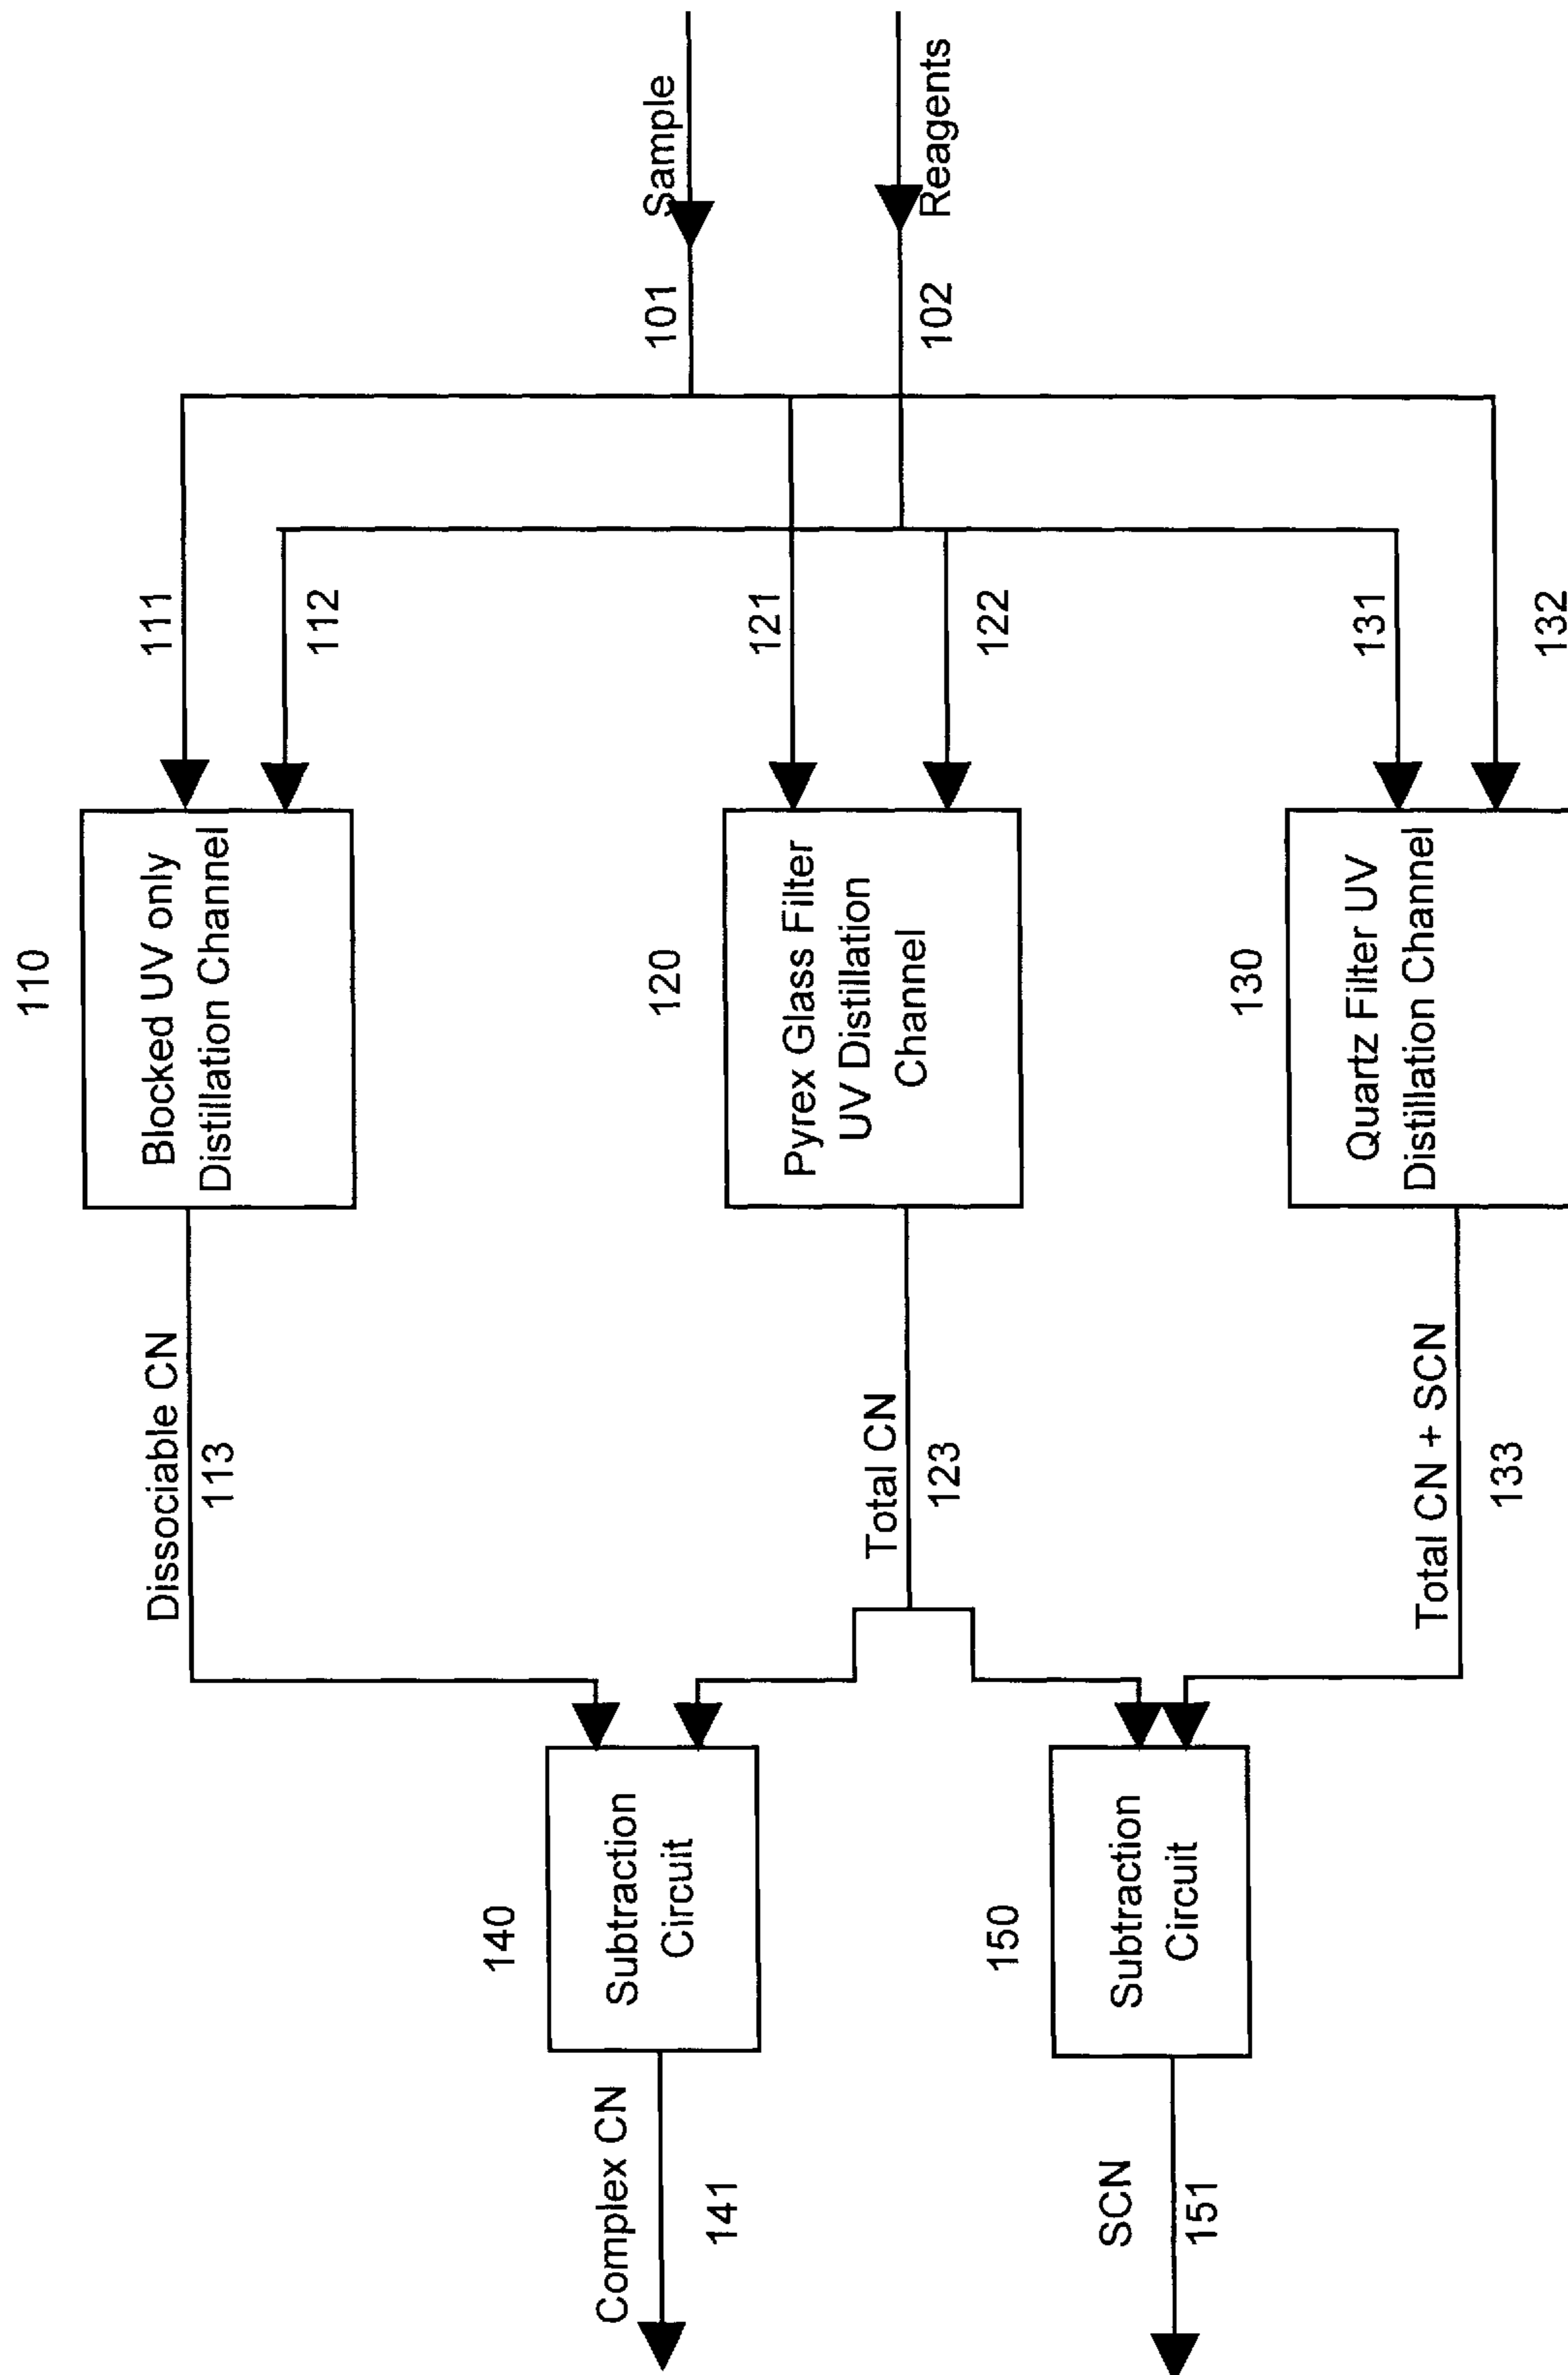 Sample
101
Reagents
102
111
112
121
122
131
132
110
Blocked UV only
Distillation Channel
120
Pyrex Glass Filter
UV Distillation
Channel
130
Quartz Filter UV
Distillation Channel
Dissociable CN
113
Total CN
123
Total CN + SCN
133
140
Subtraction
Circuit
150
Subtraction
Circuit
Complex CN
141
SCN
151